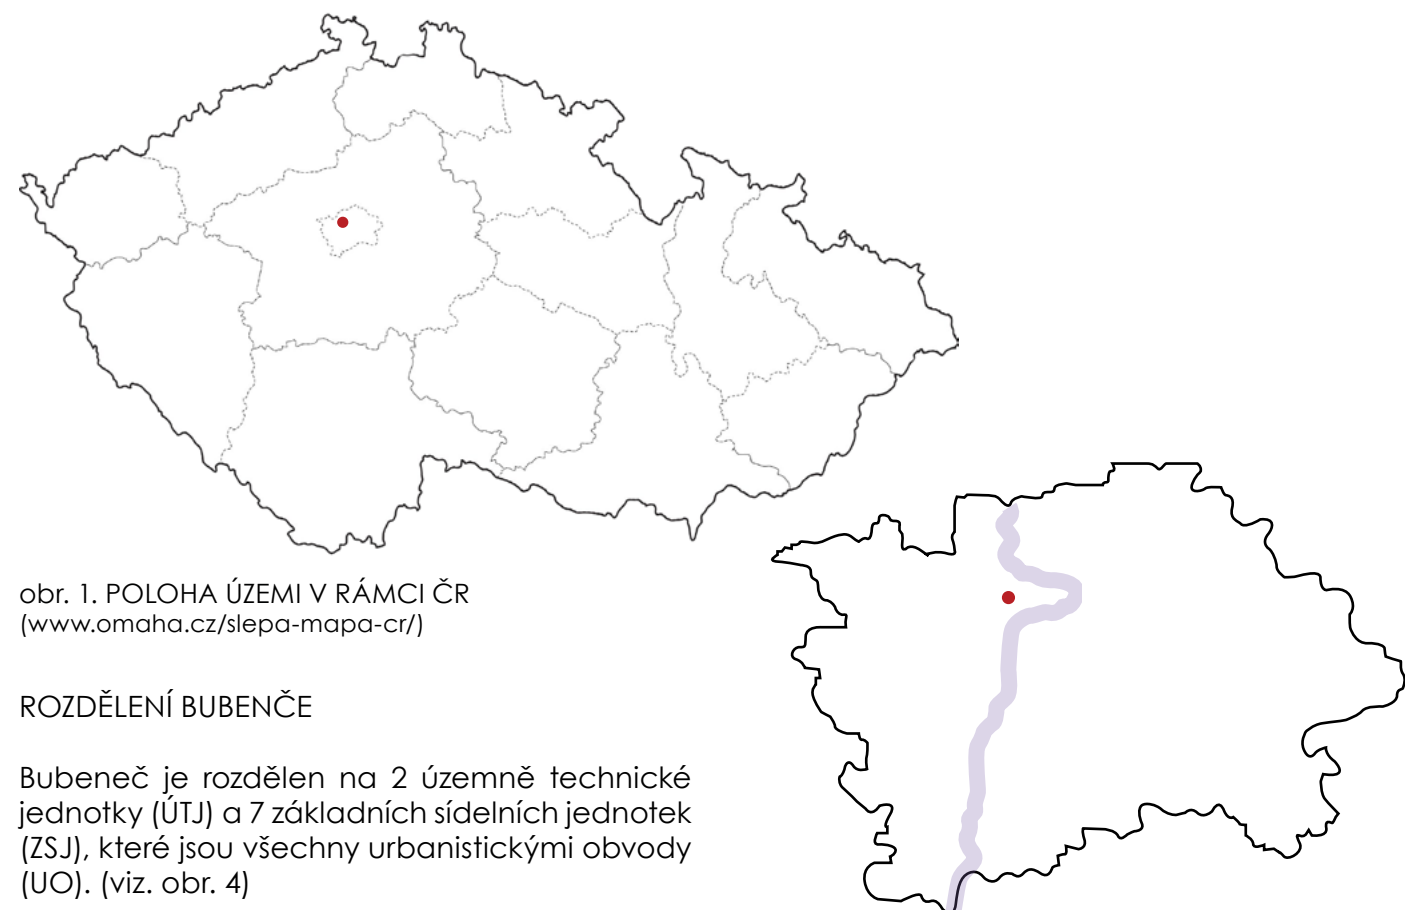 obr. 1. POLOHA ÚZEMI V RÁMCI ČR
(www.omaha.cz/slepa-mapa-cr/)
ROZDĚLENÍ BUBENČE
Bubeneč je rozdělen na 2 územně technické
jednotky (ÚTJ) a 7 základních sídelních jednotek
(ZSJ), které jsou všechny urbanistickými obvody
(UO). (viz. obr. 4)